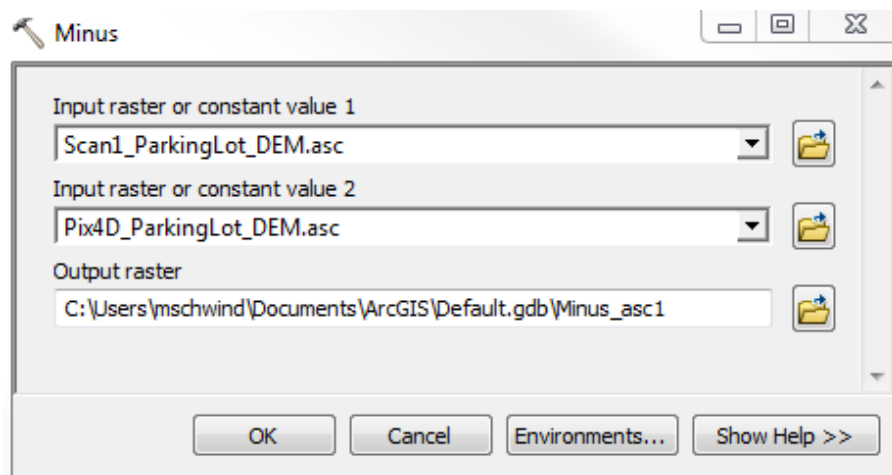 Minus
Input raster or constant value 1
Scan1_ParkingLot_DEM.asc
Input raster or constant value 2
Pix4D_ParkingLot_DEM.asc
Output raster
C:\Users\mschwind\Documents\ArcGIS\Default.gdb\Minus_asc1
OK Cancel Environments... Show Help >>